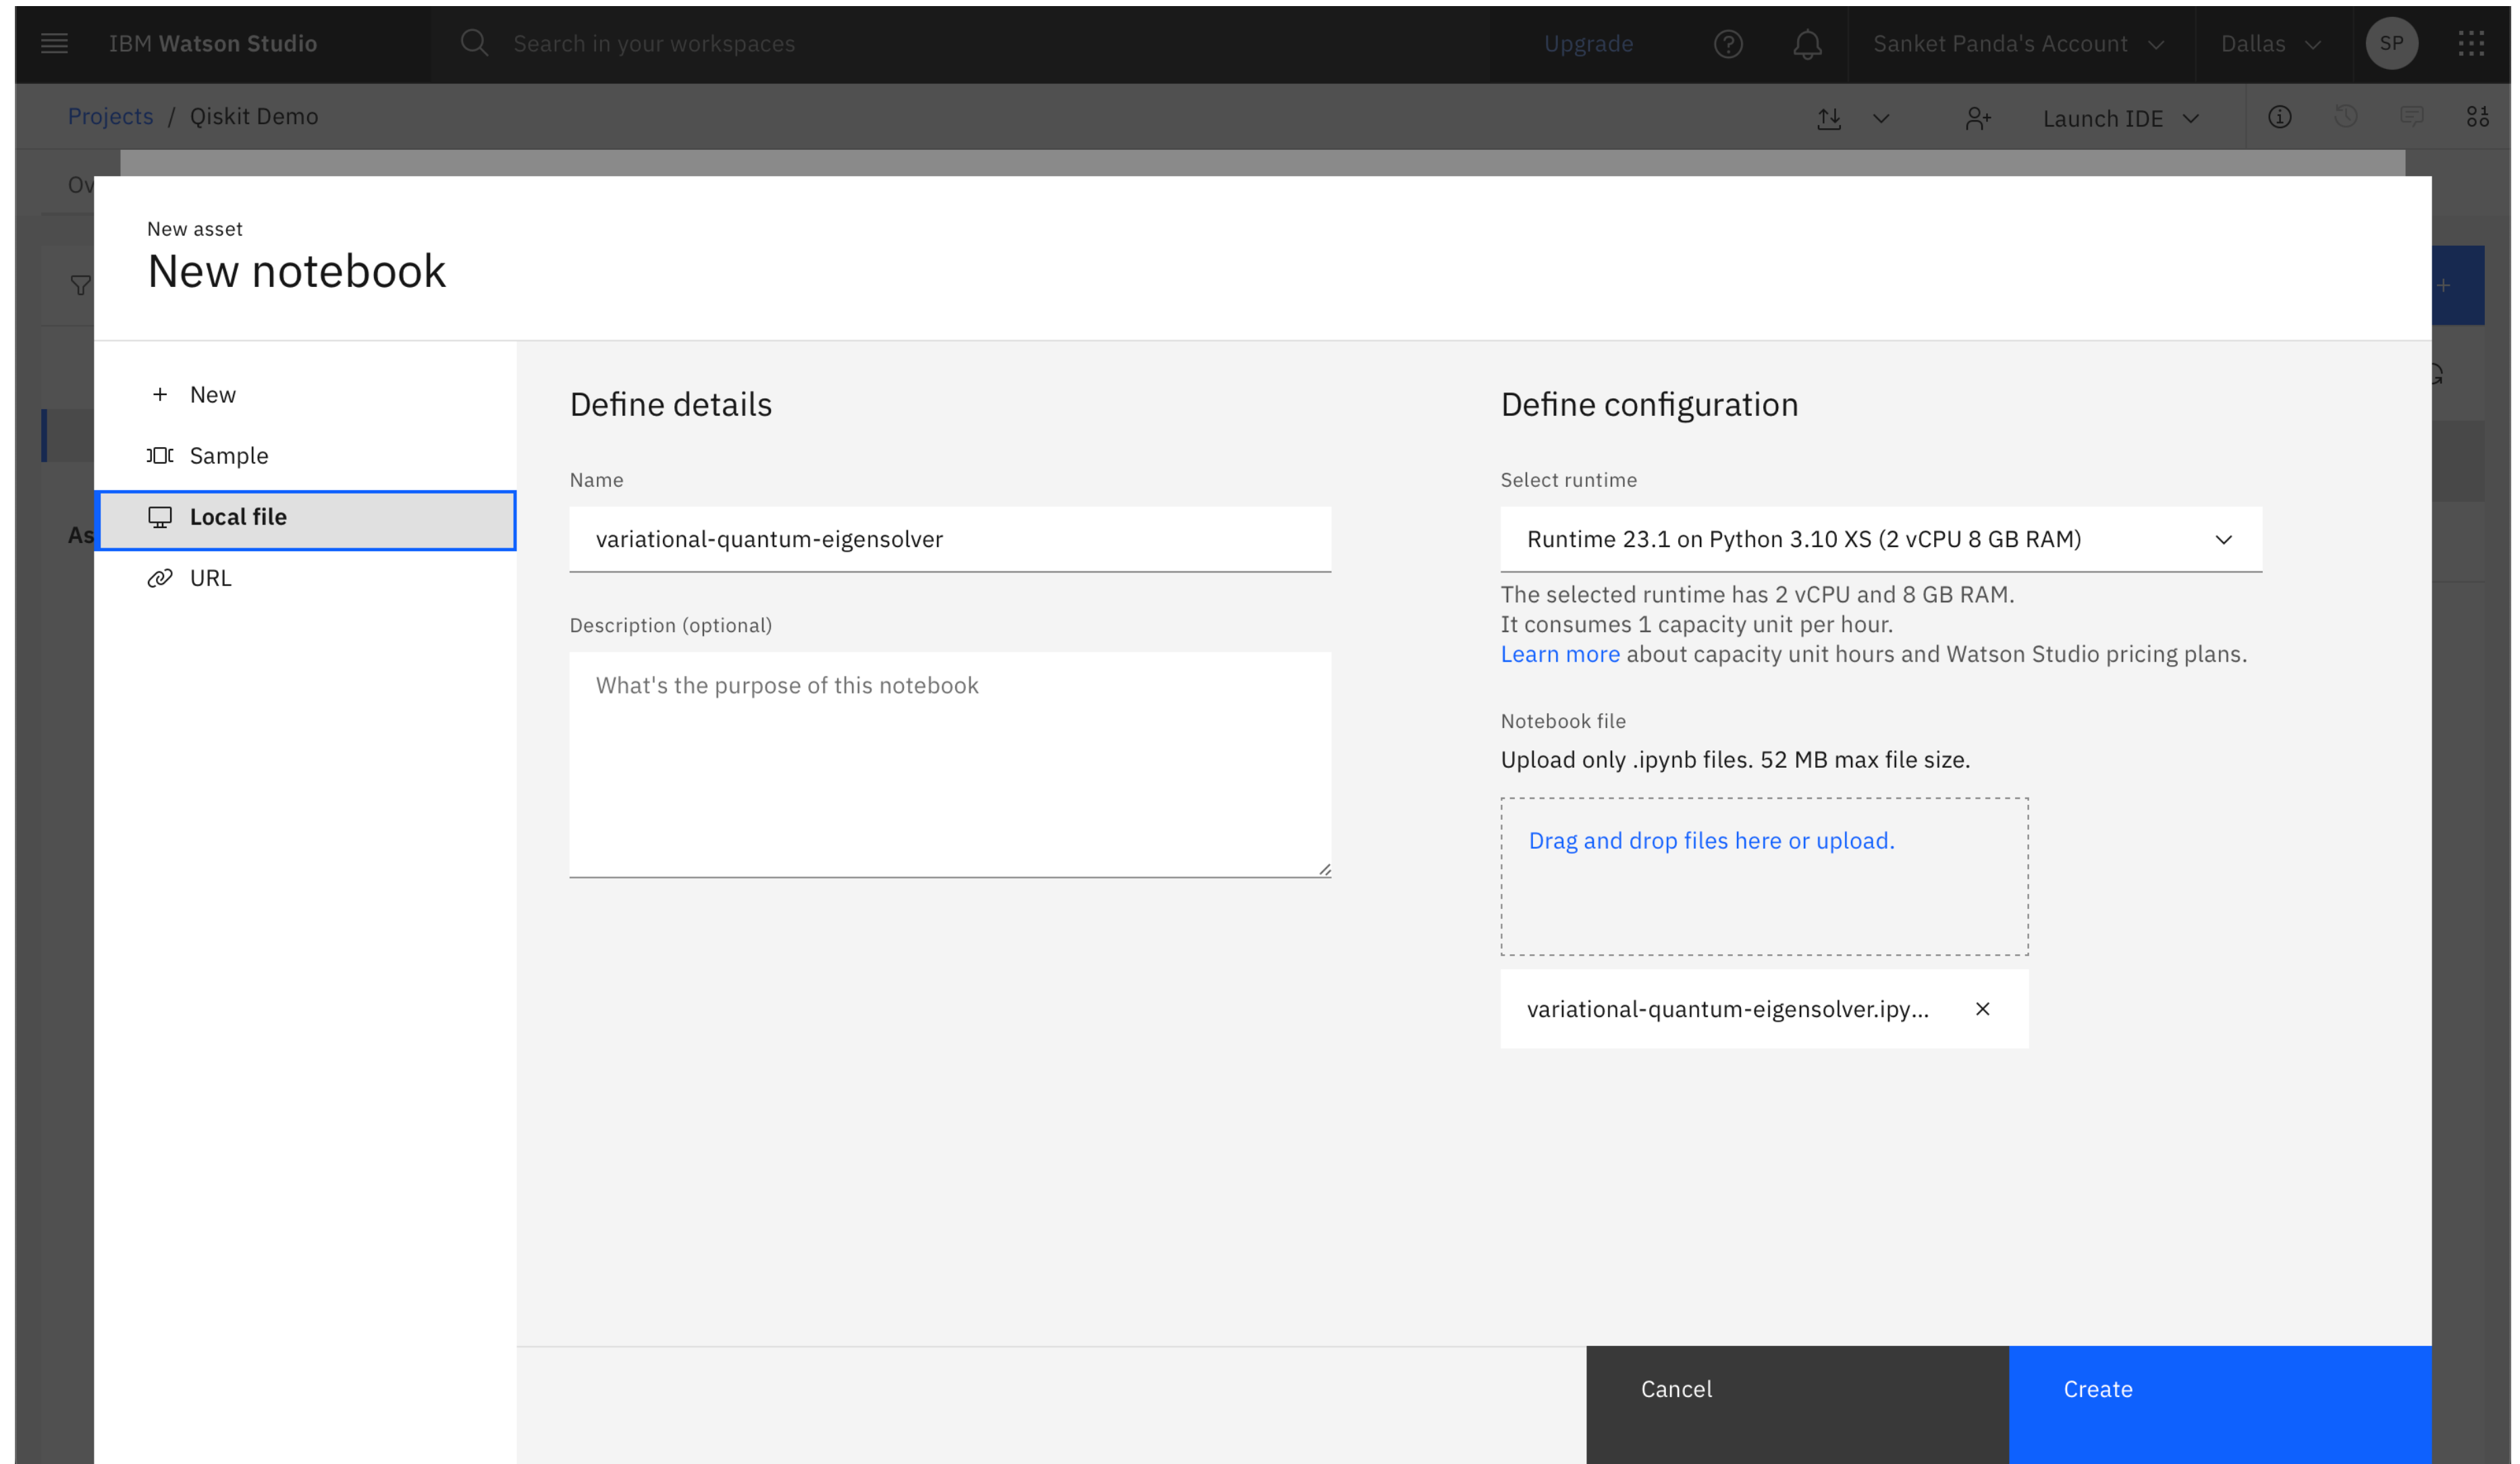 IBM Watson Studio
Search in your workspaces
Upgrade
Sanket Panda's Account
Dallas
SP
Projects / Qiskit Demo
Launch IDE
Ov
New asset
New notebook
+ New
Sample
Local file
URL
As
Define details
Name
variational-quantum-eigensolver
Description (optional)
What's the purpose of this notebook
Define configuration
Select runtime
Runtime 23.1 on Python 3.10 XS (2 vCPU 8 GB RAM)
The selected runtime has 2 vCPU and 8 GB RAM.
It consumes 1 capacity unit per hour.
Learn more about capacity unit hours and Watson Studio pricing plans.
Notebook file
Upload only .ipynb files. 52 MB max file size.
Drag and drop files here or upload.
variational-quantum-eigensolver.ipy...
Cancel
Create